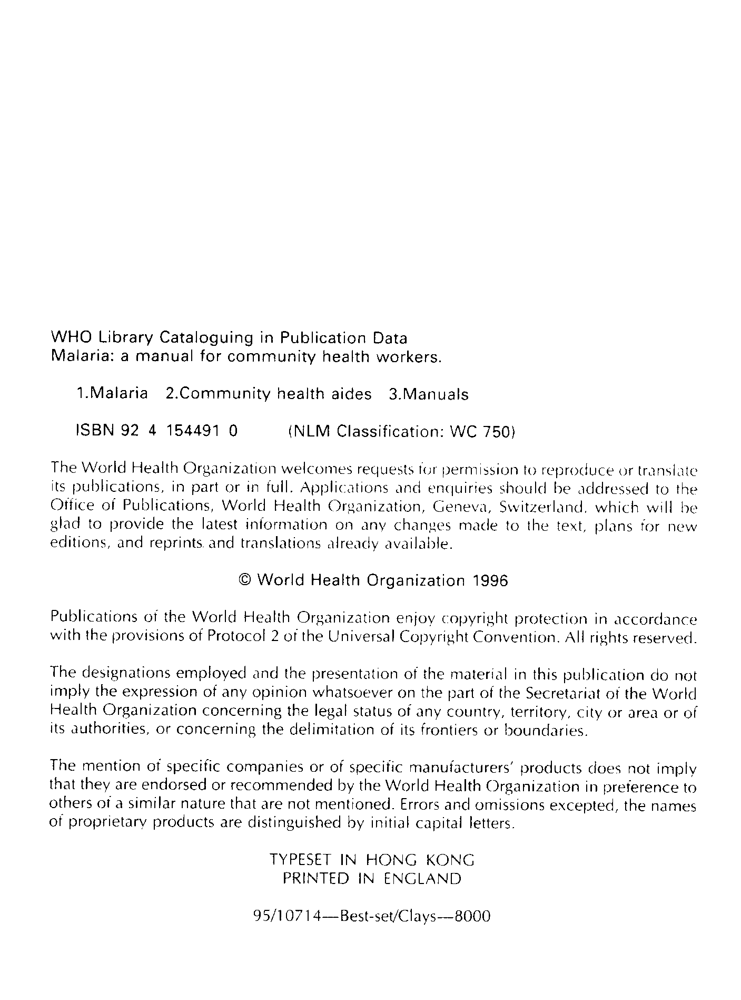 WHO Library Cataloguing in Publication Data
Malaria: a manual for community health workers.
1.Malaria 2.Community health aides 3.Manuals
ISBN 92 4 154491 0 (NLM Classification: WC 750)
The World Health Organization welcomes requests for permission to reproduce or translate
its publications, in part or in full. Applications and enquiries should be addressed to the
Office of Publications, World Health Organization, Geneva, Switzerland, which will be
glad to provide the latest information on any changes made to the text, plans for new
editions, and reprints and translations already available.
© World Health Organization 1996
Publications of the World Health Organization enjoy copyright protection in accordance
with the provisions of Protocol 2 of the Universal Copyright Convention. All rights reserved.
The designations employed and the presentation of the material in this publication do not
imply the expression of any opinion whatsoever on the part of the Secretariat of the World
Health Organization concerning the legal status of any country, territory, city or area or of
its authorities, or concerning the delimitation of its frontiers or boundaries.
The mention of specific companies or of specific manufacturers' products does not imply
that they are endorsed or recommended by the World Health Organization in preference to
others of a similar nature that are not mentioned. Errors and omissions excepted, the names
of proprietary products are distinguished by initial capital letters.
TYPESET IN HONG KONG
PRINTED IN ENGLAND
95/10714—Best-set/Clays—8000